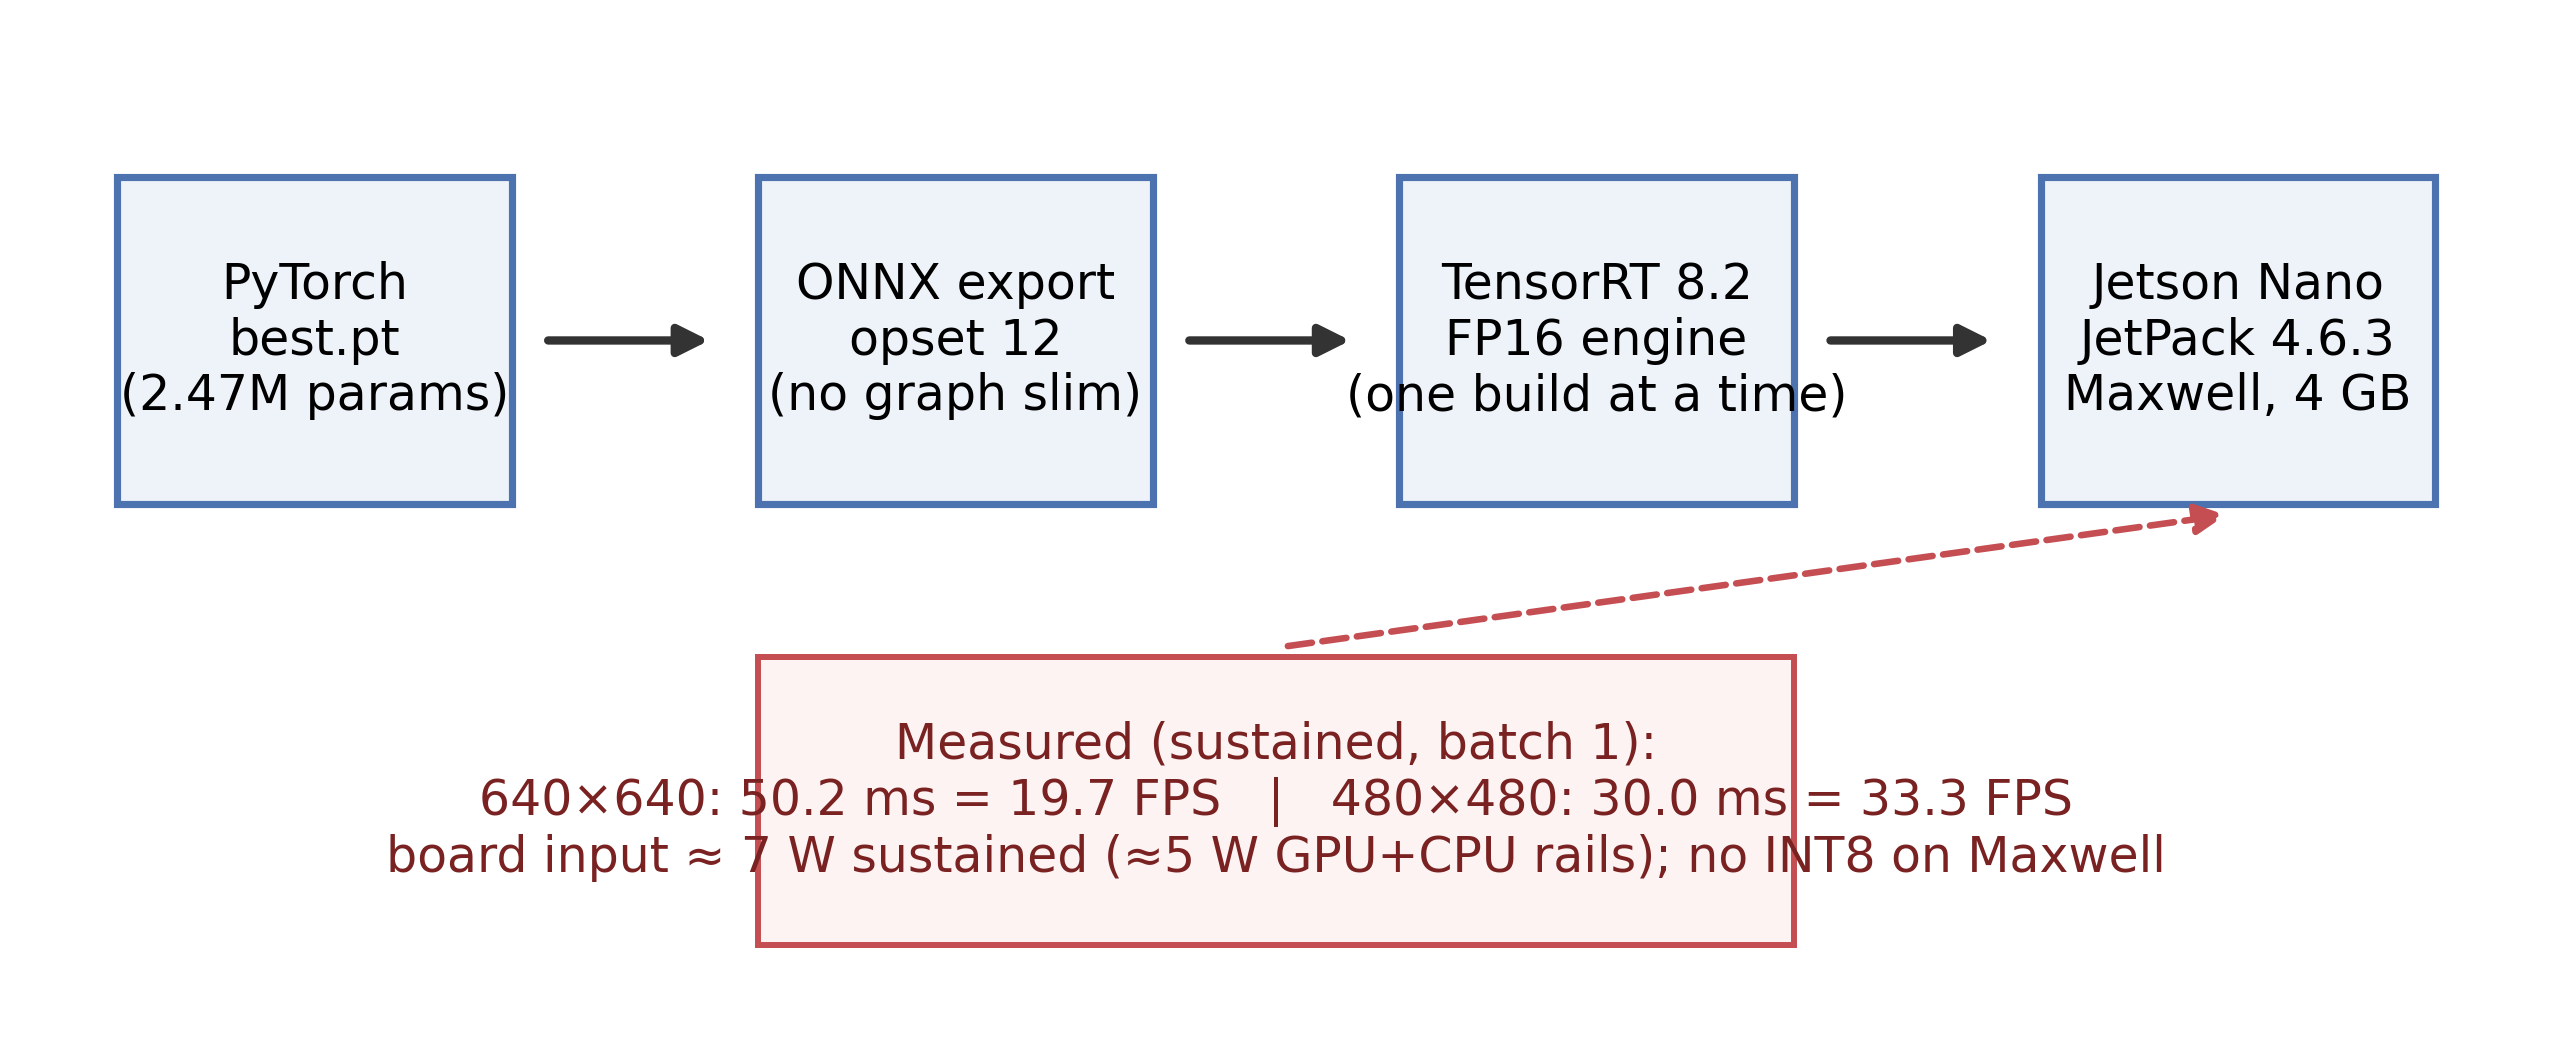 PyTorch
best.pt
(2.47M params)
ONNX export
opset 12
(no graph slim)
TensorRT 8.2
FP16 engine
(one build at a time)
Jetson Nano
JetPack 4.6.3
Maxwell, 4 GB
Measured (sustained, batch 1):
640×640: 50.2 ms = 19.7 FPS | 480×480: 30.0 ms = 33.3 FPS
board input ≈ 7 W sustained (≈5 W GPU+CPU rails); no INT8 on Maxwell